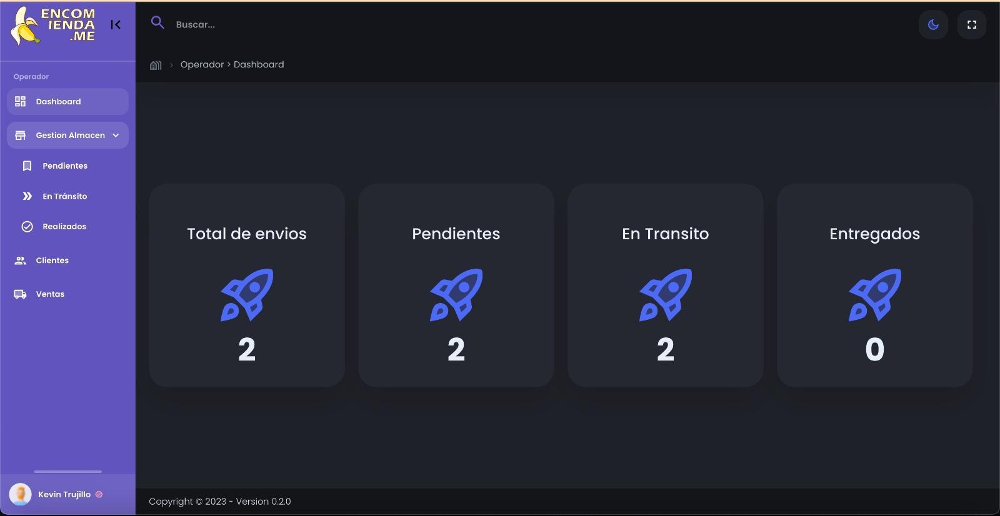 ENCOM
IENDA
.ME
Buscar...
Operador > Dashboard
Operador
Dashboard
Gestion Almacen
Pendientes
En Tránsito
Realizados
Clientes
Ventas
Total de envios
2
Pendientes
2
En Transito
2
Entregados
0
Kevin Trujillo
Copyright © 2023 - Version 0.2.0